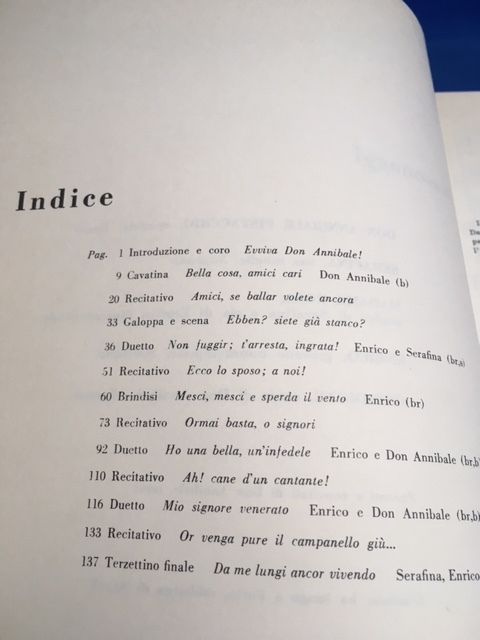 Indice
Pag. 1 Introduzione e coro Evviva Don Annibale!
9 Cavatina Bella cosa, amici cari Don Annibale (b)
20 Recitativo Amici, se ballar volete ancora
33 Galoppa e scena Ebben? siete già stanco?
36 Duetto Non fuggir; t'arresta, ingrata! Enrico e Serafina (br,s)
51 Recitativo Ecco lo sposo; a noi!
60 Brindisi Mesci, mesci e sperda il vento Enrico (br)
73 Recitativo Ormai basta, o signori
92 Duetto Ho una bella, un'infedele Enrico e Don Annibale (br,b)
110 Recitativo Ah! cane d'un cantante!
116 Duetto Mio signore venerato Enrico e Don Annibale (br,b)
133 Recitativo Or venga pure il campanello giù...
137 Terzettino finale Da me lungi ancor vivendo Serafina, Enrico